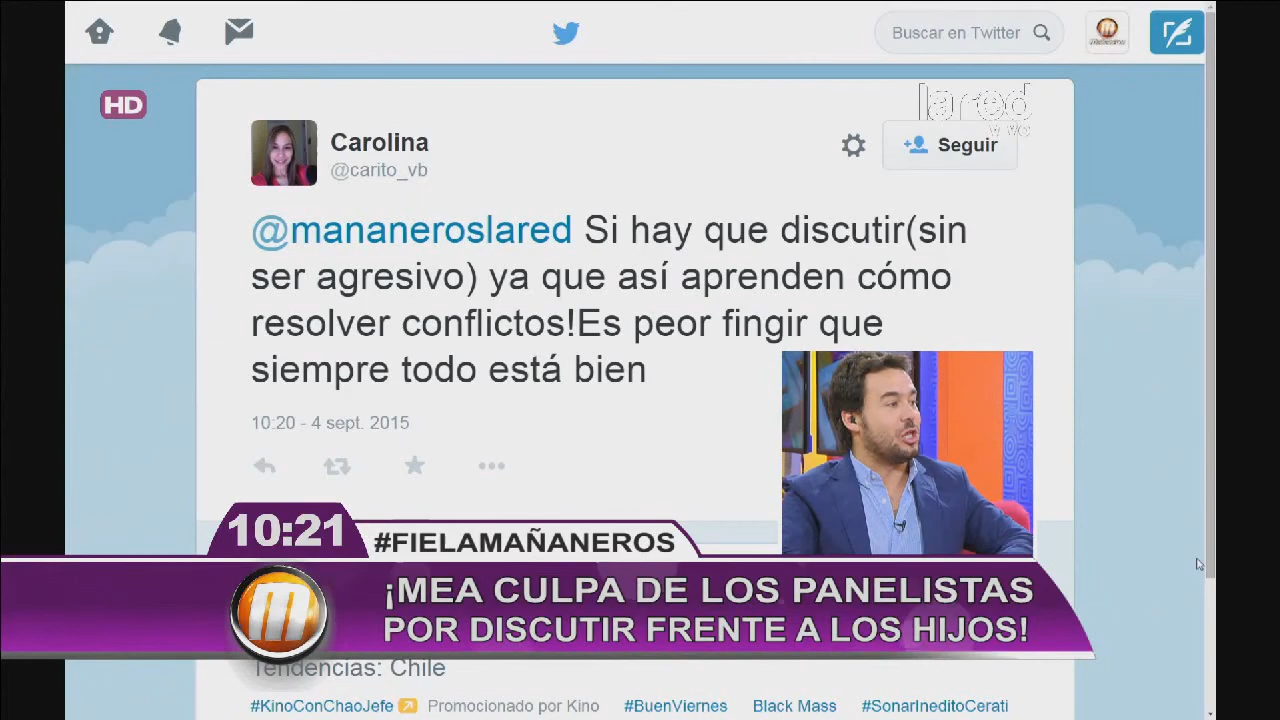 Buscar en Twitter
HD
la red
vivo
Carolina
@carito_vb
Seguir
@mananeroslared Si hay que discutir(sin
ser agresivo) ya que así aprenden cómo
resolver conflictos!Es peor fingir que
siempre todo está bien
10:20 - 4 sept. 2015
10:21
#FIELAMAÑANEROS
m
¡MEA CULPA DE LOS PANELISTAS
POR DISCUTIR FRENTE A LOS HIJOS!
Tendencias: Chile
#KinoConChaoJefe Promocionado por Kino #BuenViernes Black Mass #SonarIneditoCerati